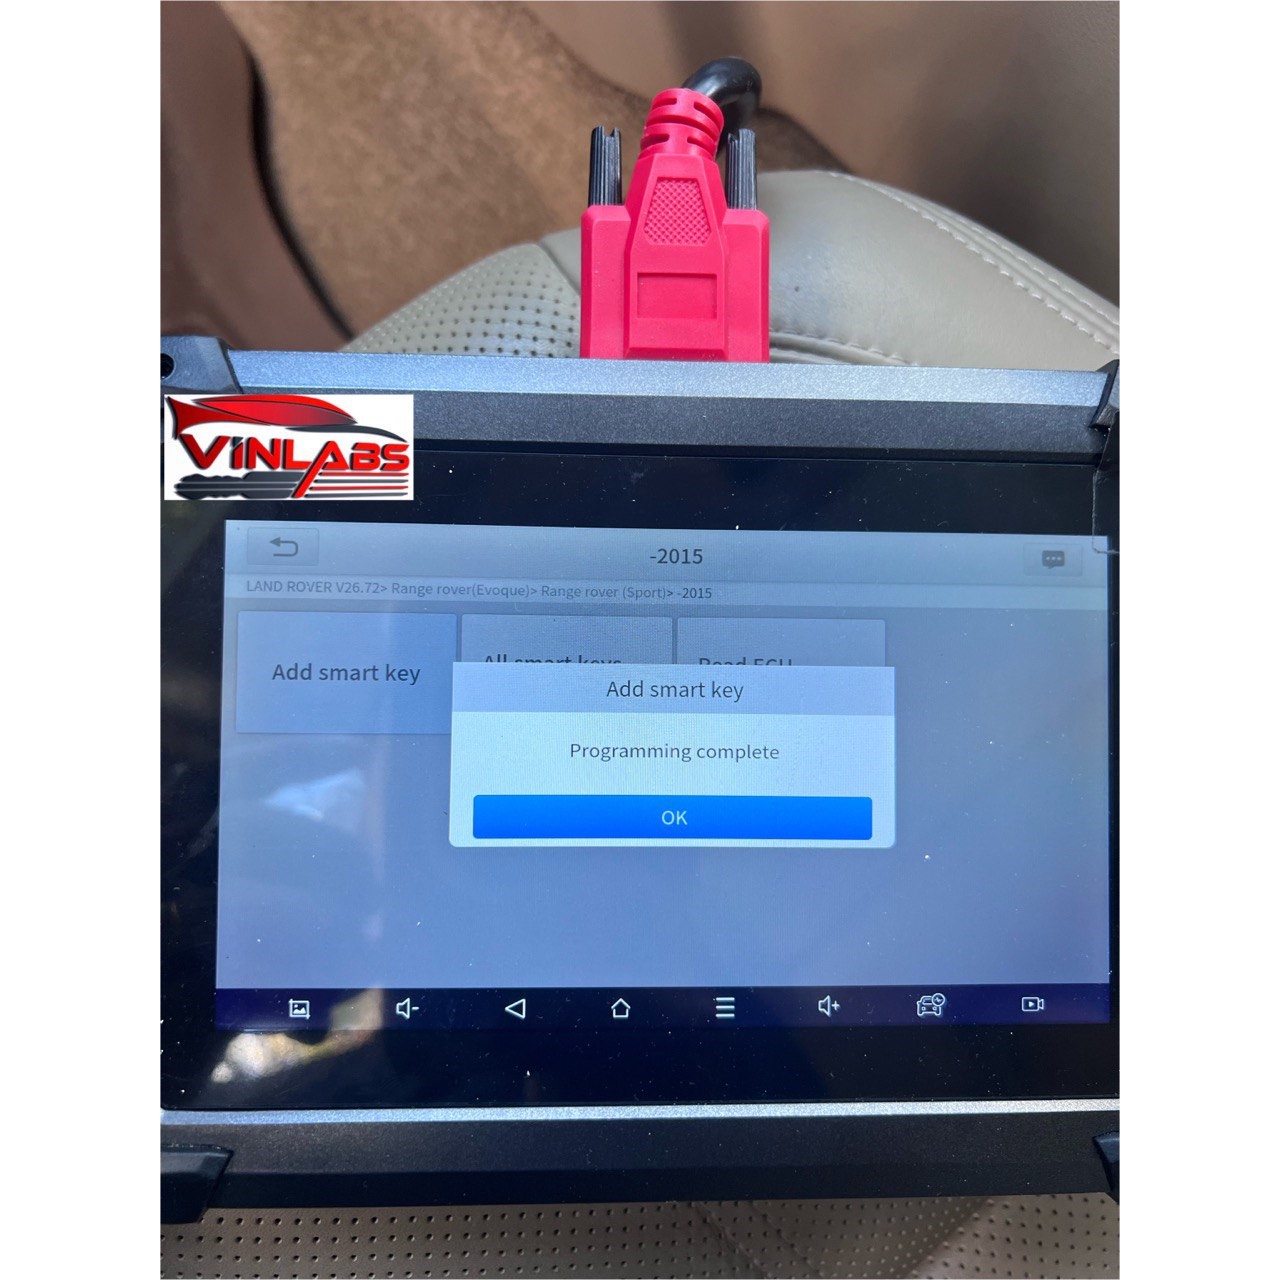 VINLABS
-2015
LAND ROVER V26.72> Range rover(Evoque)> Range rover (Sport)> -2015
Add smart key
All smart keys
Read ECU
Add smart key
Programming complete
OK